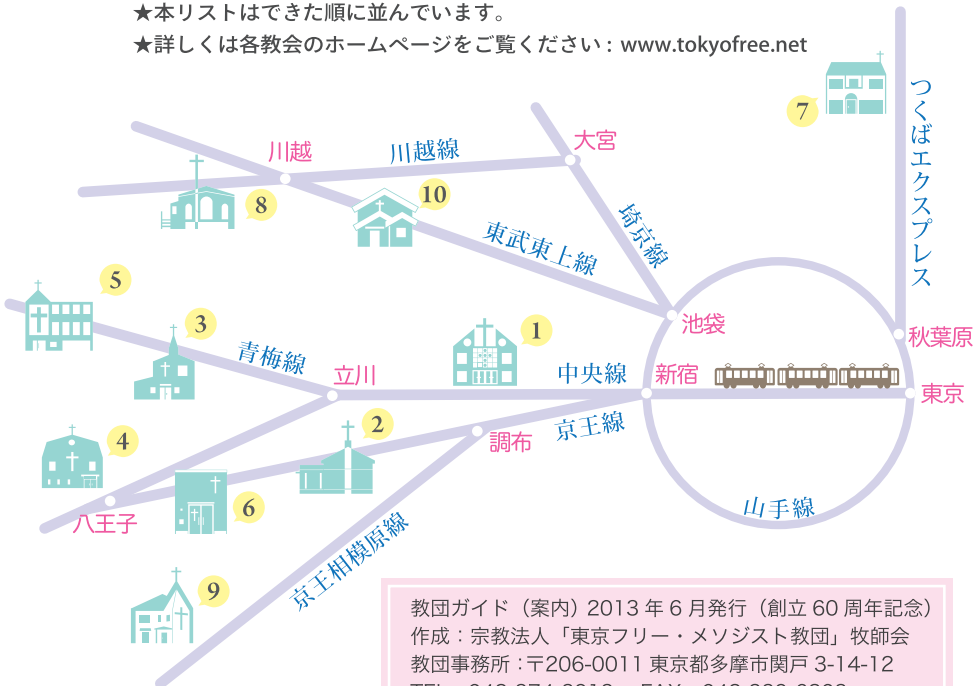 ★本リストはできた順に並んでいます。
★詳しくは各教会のホームページをご覧ください：www.tokyofree.net
7
つくばエクスプレス
大宮
川越
川越線
10
8
埼京線
東武東上線
5
3
1
池袋
秋葉原
青梅線
立川
中央線
新宿
東京
2
京王線
調布
4
6
八王子
山手線
京王相模原線
9
教団ガイド（案内）2013 年 6 月発行（創立 60 周年記念）
作成：宗教法人「東京フリー・メソジスト教団」牧師会
教団事務所：〒206-0011 東京都多摩市関戸 3-14-12